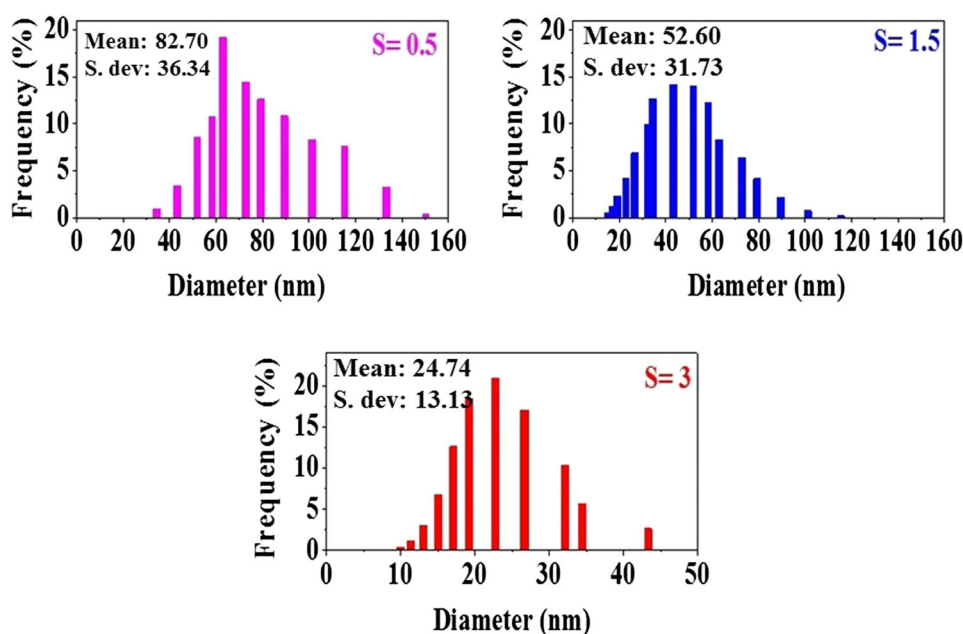 Frequency (%)
20
15
10
5
0
Mean: 82.70
S. dev: 36.34
S= 0.5
0 20 40 60 80 100 120 140 160
Diameter (nm)
Frequency (%)
20
15
10
5
0
Mean: 52.60
S. dev: 31.73
S= 1.5
0 20 40 60 80 100 120 140 160
Diameter (nm)
Frequency (%)
20
15
10
5
0
Mean: 24.74
S. dev: 13.13
S= 3
0 10 20 30 40 50
Diameter (nm)